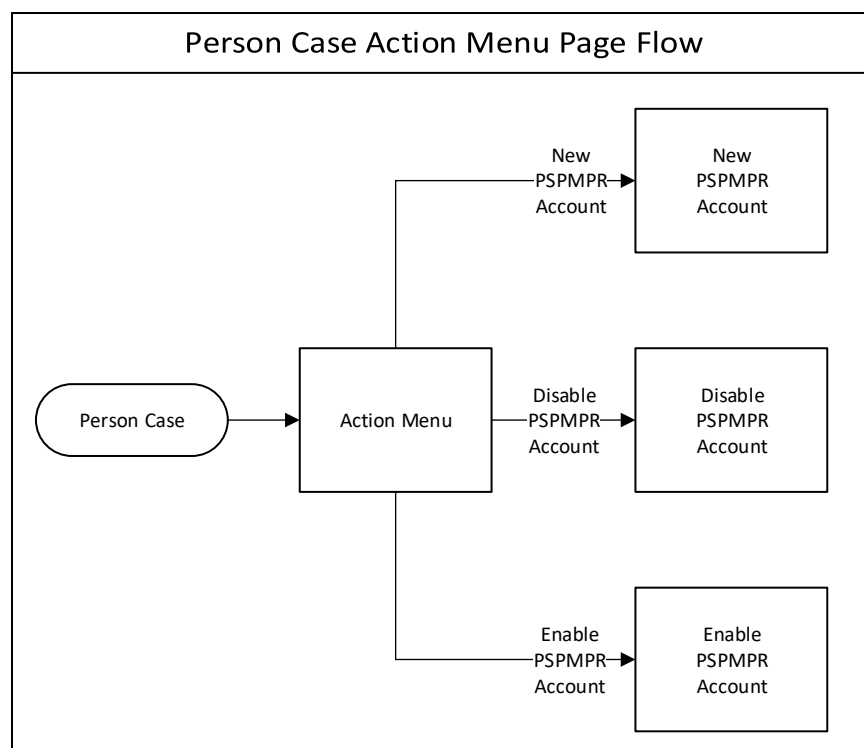 Person Case Action Menu Page Flow
New
PSPMPR
Account
New
PSPMPR
Account
Person Case
Action Menu
Disable
PSPMPR
Account
Disable
PSPMPR
Account
Enable
PSPMPR
Account
Enable
PSPMPR
Account